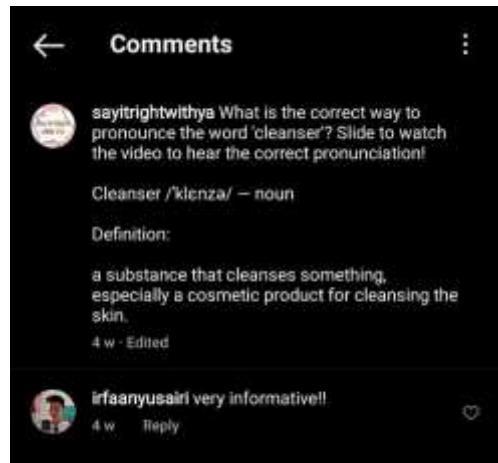 Comments
sayitrightwithya What is the correct way to
pronounce the word 'cleanser'? Slide to watch
the video to hear the correct pronunciation!
Cleanser /'klɛnzə/ – noun
Definition:
a substance that cleanses something,
especially a cosmetic product for cleansing the
skin.
4 w · Edited
irfaanyusairi very informative!!
4 w Reply